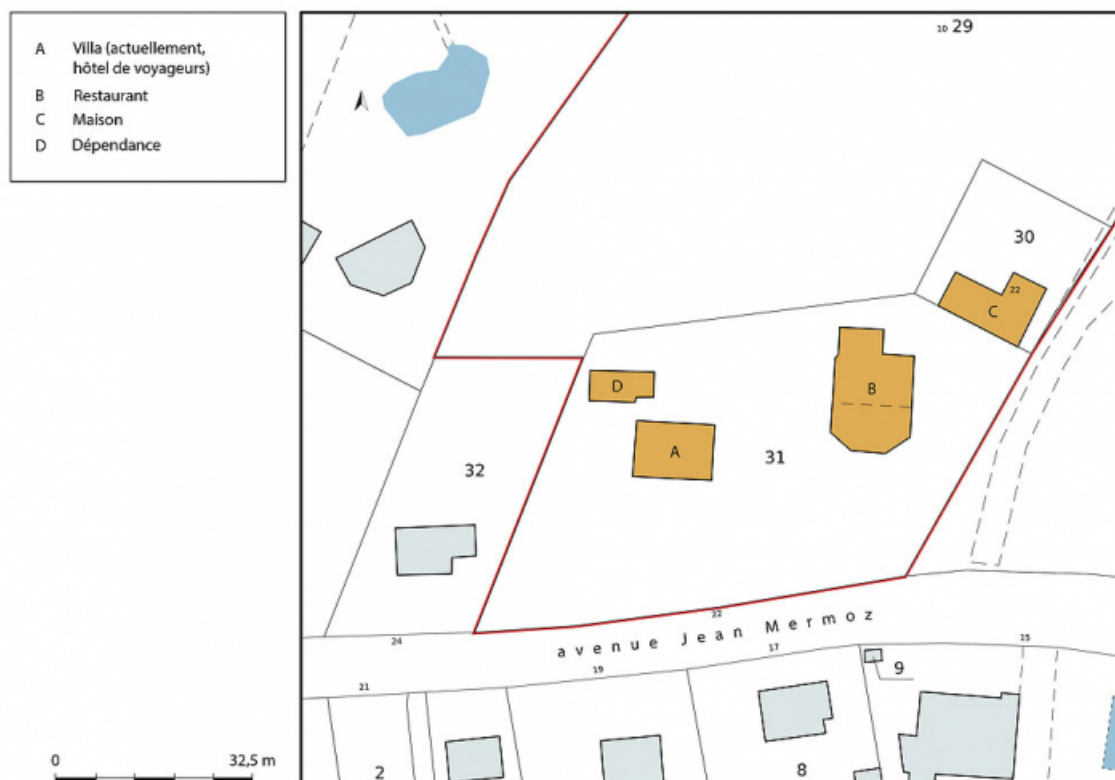 A Villa (actuellement,
hôtel de voyageurs)
B Restaurant
C Maison
D Dépendance
10 29
30
22
C
D
B
A
31
32
22
avenue Jean Mermoz
24
21
19
17
15
9
2
8
0 32,5 m